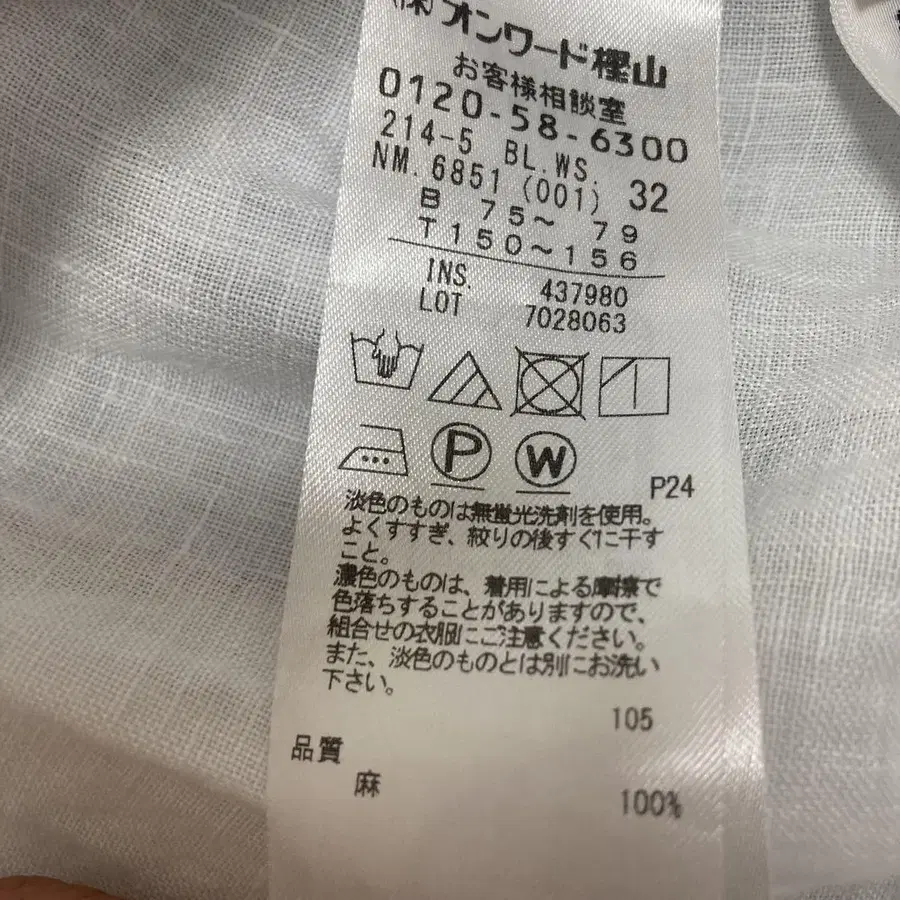 ㈱オンワード樫山
お客様相談室
0120-58-6300
214-5 BL.WS.
NM.6851 (001) 32
B 75～ 79
T 150～156
INS. 437980
LOT 7028063
P W
P24
淡色のものは無蛍光洗剤を使用。
よくすすぎ、絞りの後すぐに干す
こと。
濃色のものは、着用による摩擦で
色落ちすることがありますので、
組合せの衣服にご注意ください。
また、淡色のものとは別にお洗い
下さい。
105
品質
麻 100%